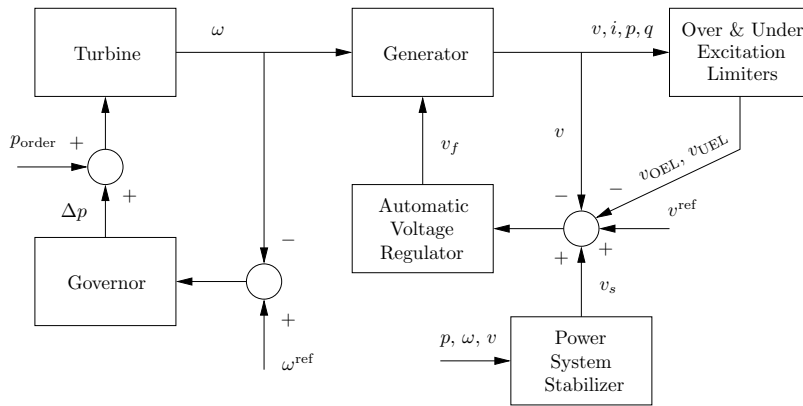 Turbine
ω
Generator
v, i, p, q
Over & Under
Excitation
Limiters
p_order
+
+
Δp
v_f
v
v_OEL, v_UEL
−
−
v^ref
+
+
Automatic
Voltage
Regulator
Governor
−
+
ω^ref
v_s
p, ω, v
Power
System
Stabilizer